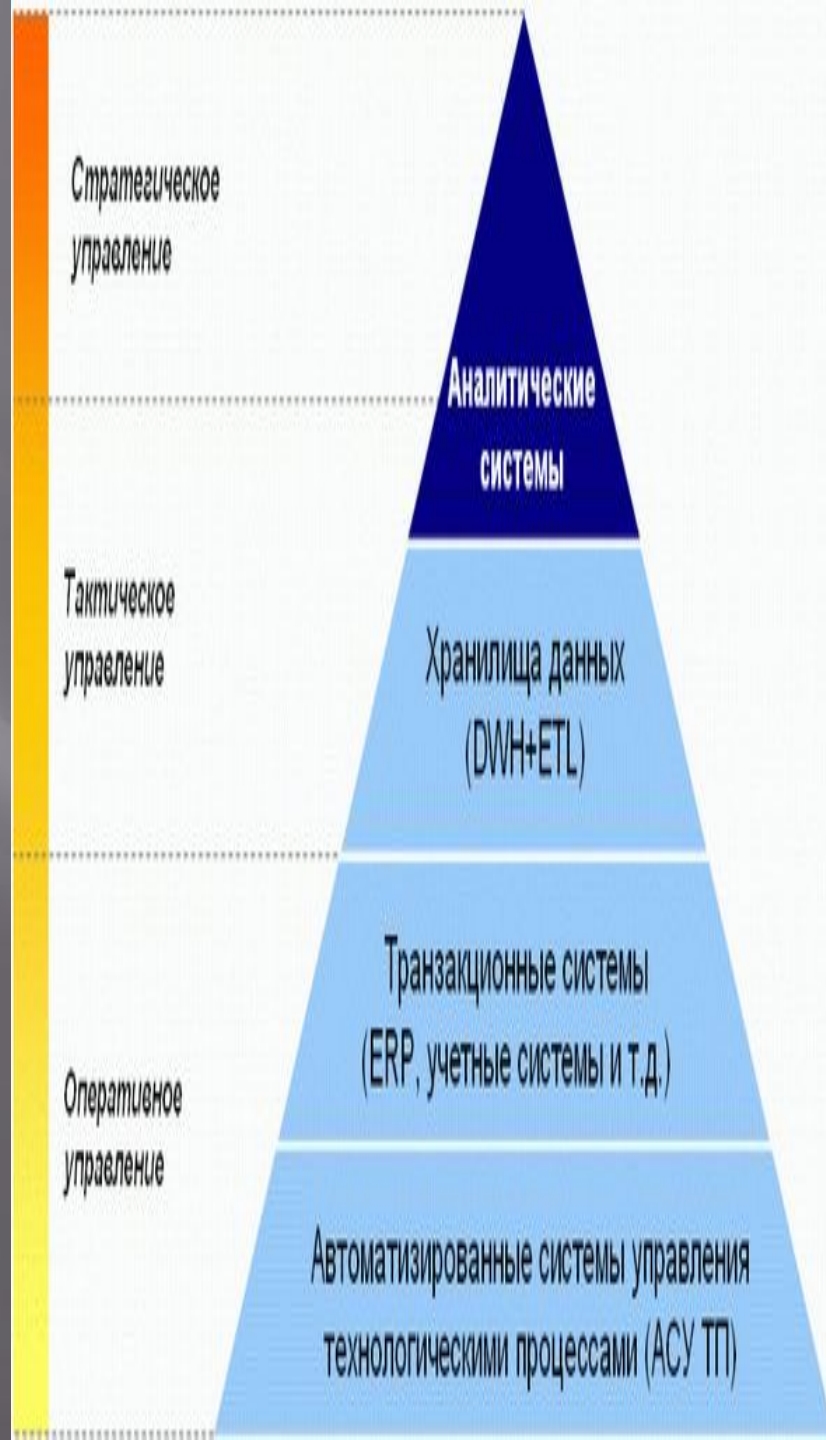 Стратегическое
управление
Аналитические
системы
Тактическое
управление
Хранилища данных
(DWH+ETL)
Транзакционные системы
(ERP, учетные системы и т.д.)
Оперативное
управление
Автоматизированные системы управления
технологическими процессами (АСУ ТП)